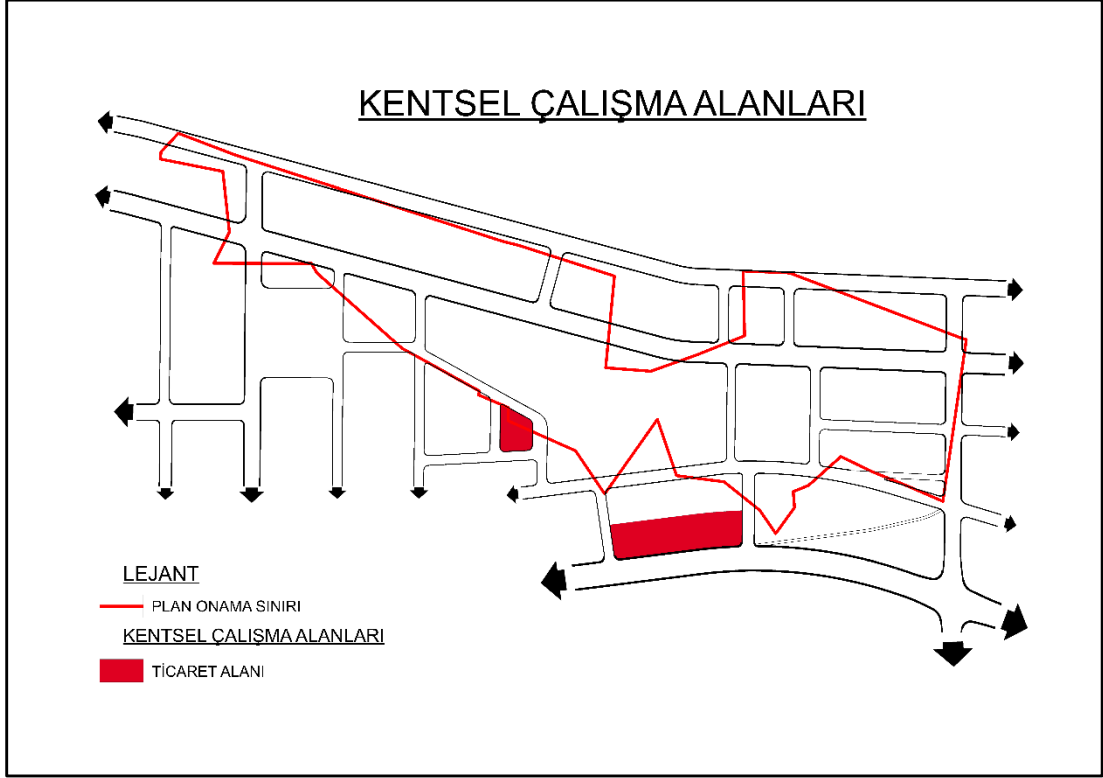 KENTSEL ÇALIŞMA ALANLARI
LEJANT
PLAN ONAMA SINIRI
KENTSEL ÇALIŞMA ALANLARI
TİCARET ALANI